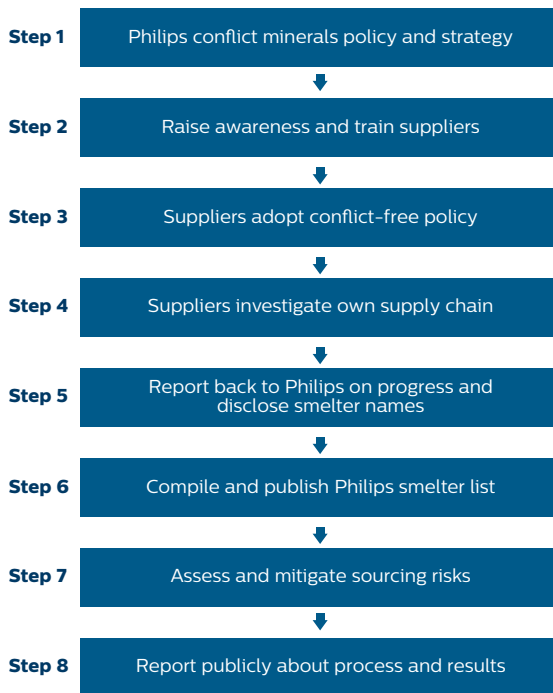 Step 1 Philips conflict minerals policy and strategy
Step 2 Raise awareness and train suppliers
Step 3 Suppliers adopt conflict-free policy
Step 4 Suppliers investigate own supply chain
Step 5 Report back to Philips on progress and
disclose smelter names
Step 6 Compile and publish Philips smelter list
Step 7 Assess and mitigate sourcing risks
Step 8 Report publicly about process and results